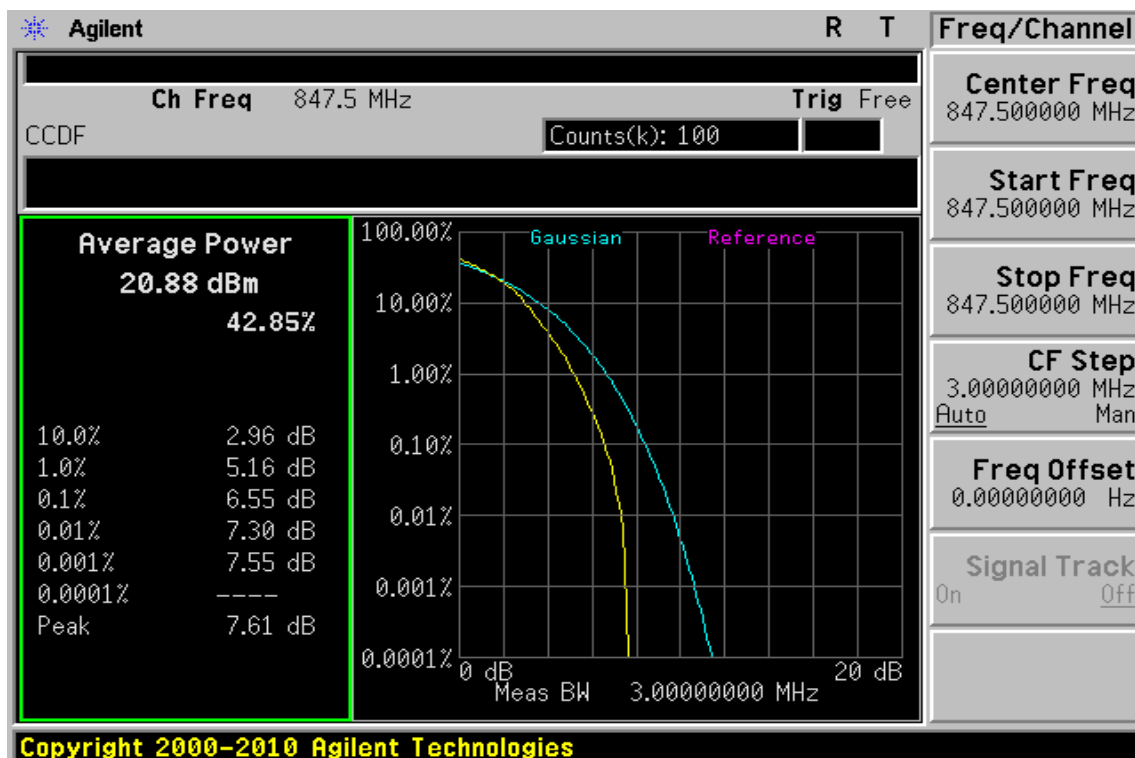 Agilent R T
Ch Freq 847.5 MHz Trig Free
CCDF Counts(k): 100
Average Power
20.88 dBm
42.85%
10.0% 2.96 dB
1.0% 5.16 dB
0.1% 6.55 dB
0.01% 7.30 dB
0.001% 7.55 dB
0.0001% ----
Peak 7.61 dB
Gaussian Reference
100.00%
10.00%
1.00%
0.10%
0.01%
0.001%
0.0001%
0 dB 20 dB
Meas BW 3.00000000 MHz
Freq/Channel
Center Freq
847.500000 MHz
Start Freq
847.500000 MHz
Stop Freq
847.500000 MHz
CF Step
3.00000000 MHz
Auto Man
Freq Offset
0.00000000 Hz
Signal Track
On Off
Copyright 2000-2010 Agilent Technologies